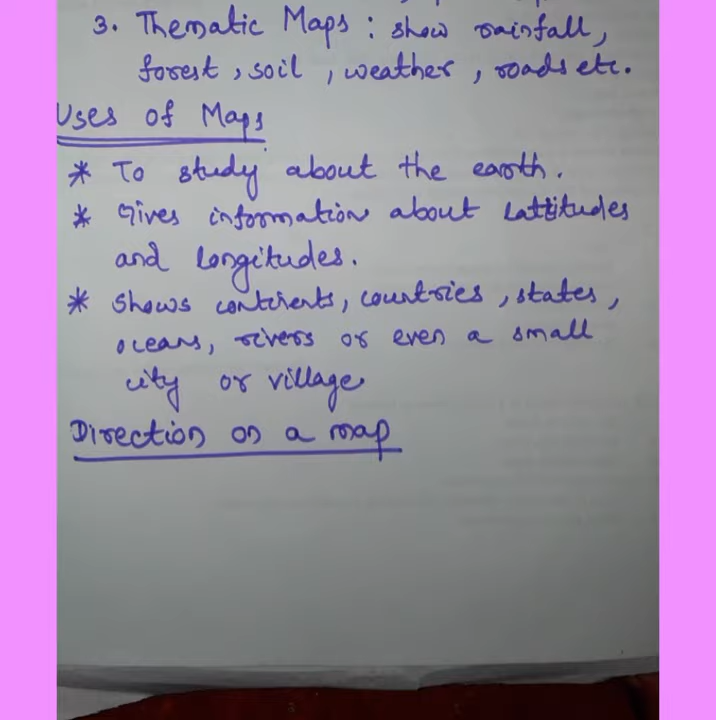 3. Thematic Maps : show rainfall,
forest, soil, weather, roads etc.
Uses of Maps
* To study about the earth.
* Gives information about Lattitudes
and Longitudes.
* Shows continents, countries, states,
oceans, rivers or even a small
city or village
Direction on a map